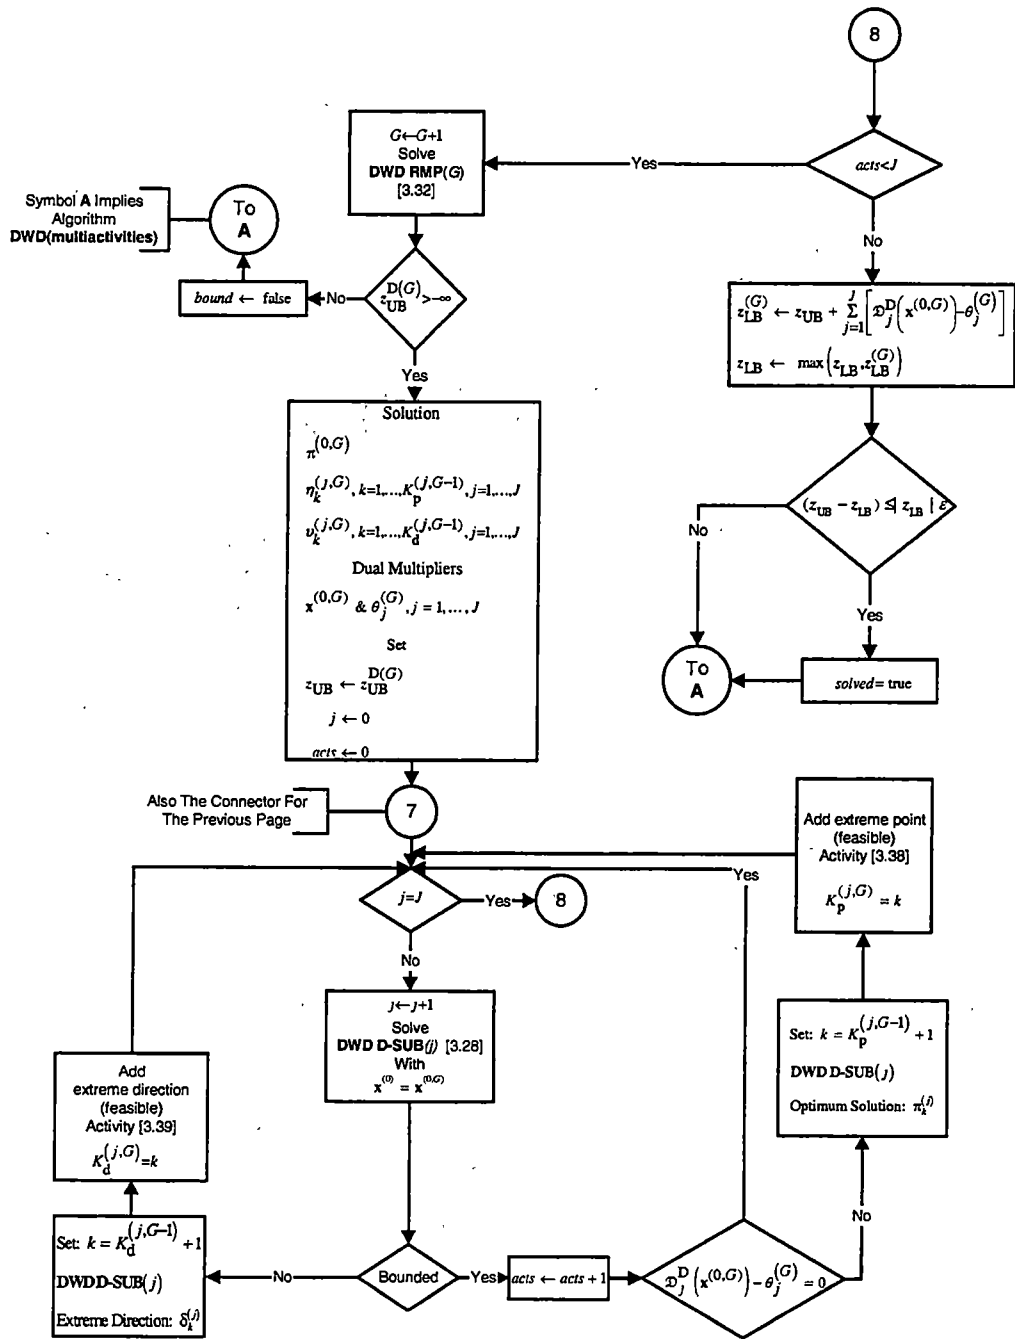 8
acts<J
Yes
No
G←G+1
Solve
DWD RMP(G)
[3.32]
Symbol A Implies
Algorithm
DWD(multiactivities)
To
A
bound ← false
No
z_UB^D(G) >-∞
Yes
z_LB^(G) ← z_UB + Σ_{j=1}^{J} [𝔇_j^D(x^(0,G))-θ_j^(G)]
z_LB ← max(z_LB,z_LB^(G))
(z_UB – z_LB) ≤| z_LB | ε
No
Yes
To
A
solved= true
Solution
π^(0,G)
η_k^(j,G), k=1,...,K_p^(j,G-1), j=1,...,J
υ_k^(j,G), k=1,...,K_d^(j,G-1), j=1,...,J
Dual Multipliers
x^(0,G) & θ_j^(G), j = 1, ... , J
Set
z_UB ← z_UB^D(G)
j ← 0
acts ← 0
Also The Connector For
The Previous Page
7
j=J
Yes
8
No
Yes
Add extreme point
(feasible)
Activity [3.38]
K_p^(j,G) = k
j←j+1
Solve
DWD D-SUB(j) [3.28]
With
x^(0) = x^(0,G)
Set: k = K_p^(j,G-1) + 1
DWD D-SUB(j)
Optimum Solution: π_k^(j)
Add
extreme direction
(feasible)
Activity [3.39]
K_d^(j,G)=k
No
Set: k = K_d^(j,G-1) + 1
DWD D-SUB(j)
Extreme Direction: δ_k^(j)
No
Bounded
Yes
acts ← acts + 1
𝔇_j^D(x^(0,G))-θ_j^(G) = 0